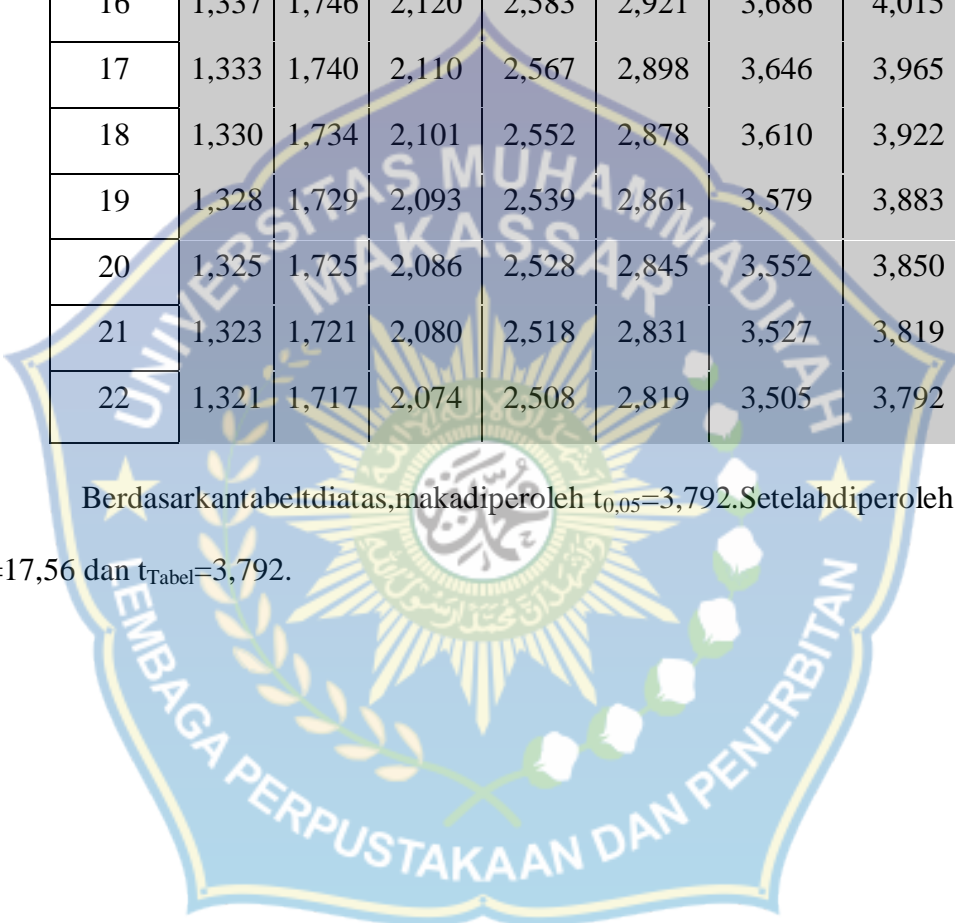 16 1,337 1,746 2,120 2,583 2,921 3,686 4,015
17 1,333 1,740 2,110 2,567 2,898 3,646 3,965
18 1,330 1,734 2,101 2,552 2,878 3,610 3,922
19 1,328 1,729 2,093 2,539 2,861 3,579 3,883
20 1,325 1,725 2,086 2,528 2,845 3,552 3,850
21 1,323 1,721 2,080 2,518 2,831 3,527 3,819
22 1,321 1,717 2,074 2,508 2,819 3,505 3,792
Berdasarkantabeltdiatas,makadiperoleh t0,05=3,792.Setelahdiperoleh
=17,56 dan tTabel=3,792.
UNIVERSITAS MUHAMMADIYAH
MAKASSAR
LEMBAGA PERPUSTAKAAN DAN PENERBITAN